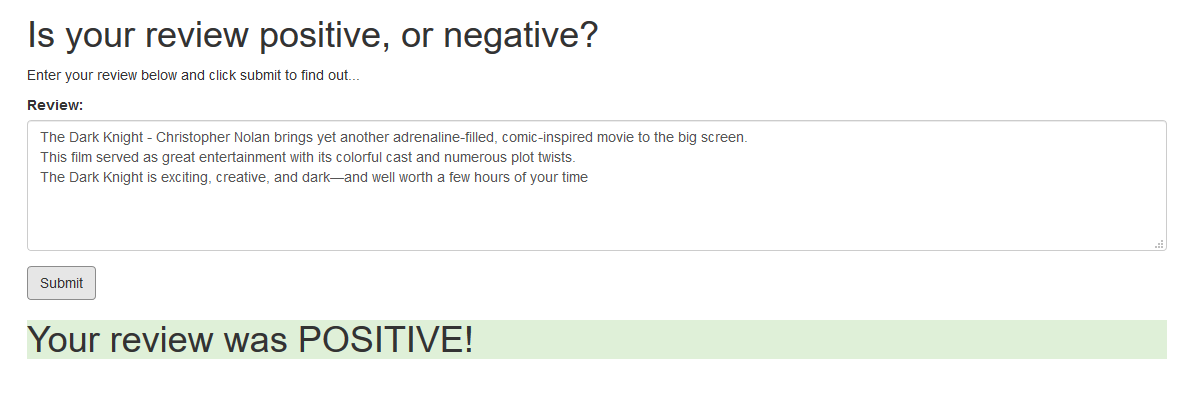 Is your review positive, or negative?
Enter your review below and click submit to find out...
Review:
The Dark Knight - Christopher Nolan brings yet another adrenaline-filled, comic-inspired movie to the big screen.
This film served as great entertainment with its colorful cast and numerous plot twists.
The Dark Knight is exciting, creative, and dark—and well worth a few hours of your time
Submit
Your review was POSITIVE!